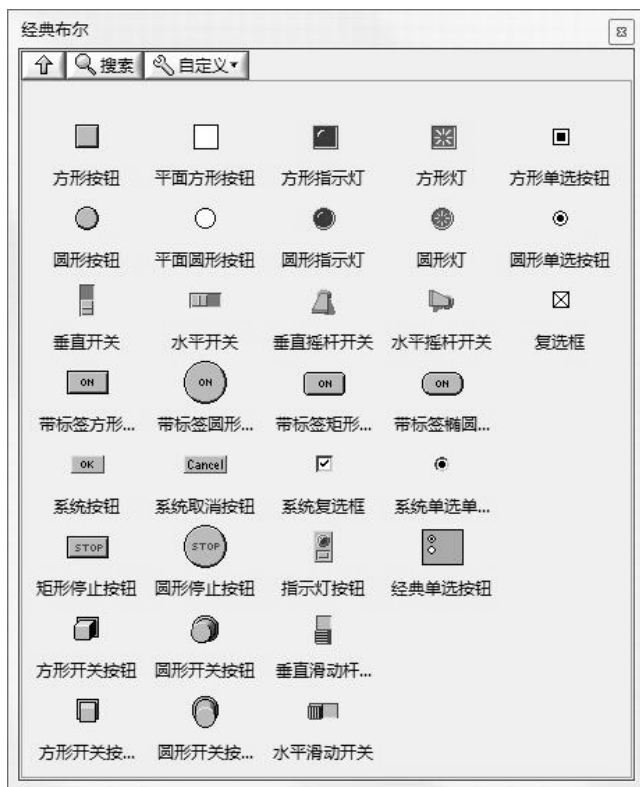 经典布尔
搜索 自定义
方形按钮 平面方形按钮 方形指示灯 方形灯 方形单选按钮
圆形按钮 平面圆形按钮 圆形指示灯 圆形灯 圆形单选按钮
垂直开关 水平开关 垂直摇杆开关 水平摇杆开关 复选框
ON ON ON ON
带标签方形... 带标签圆形... 带标签矩形... 带标签椭圆...
OK Cancel
系统按钮 系统取消按钮 系统复选框 系统单选单...
STOP STOP
矩形停止按钮 圆形停止按钮 指示灯按钮 经典单选按钮
方形开关按钮 圆形开关按钮 垂直滑动杆...
方形开关按... 圆形开关按... 水平滑动开关